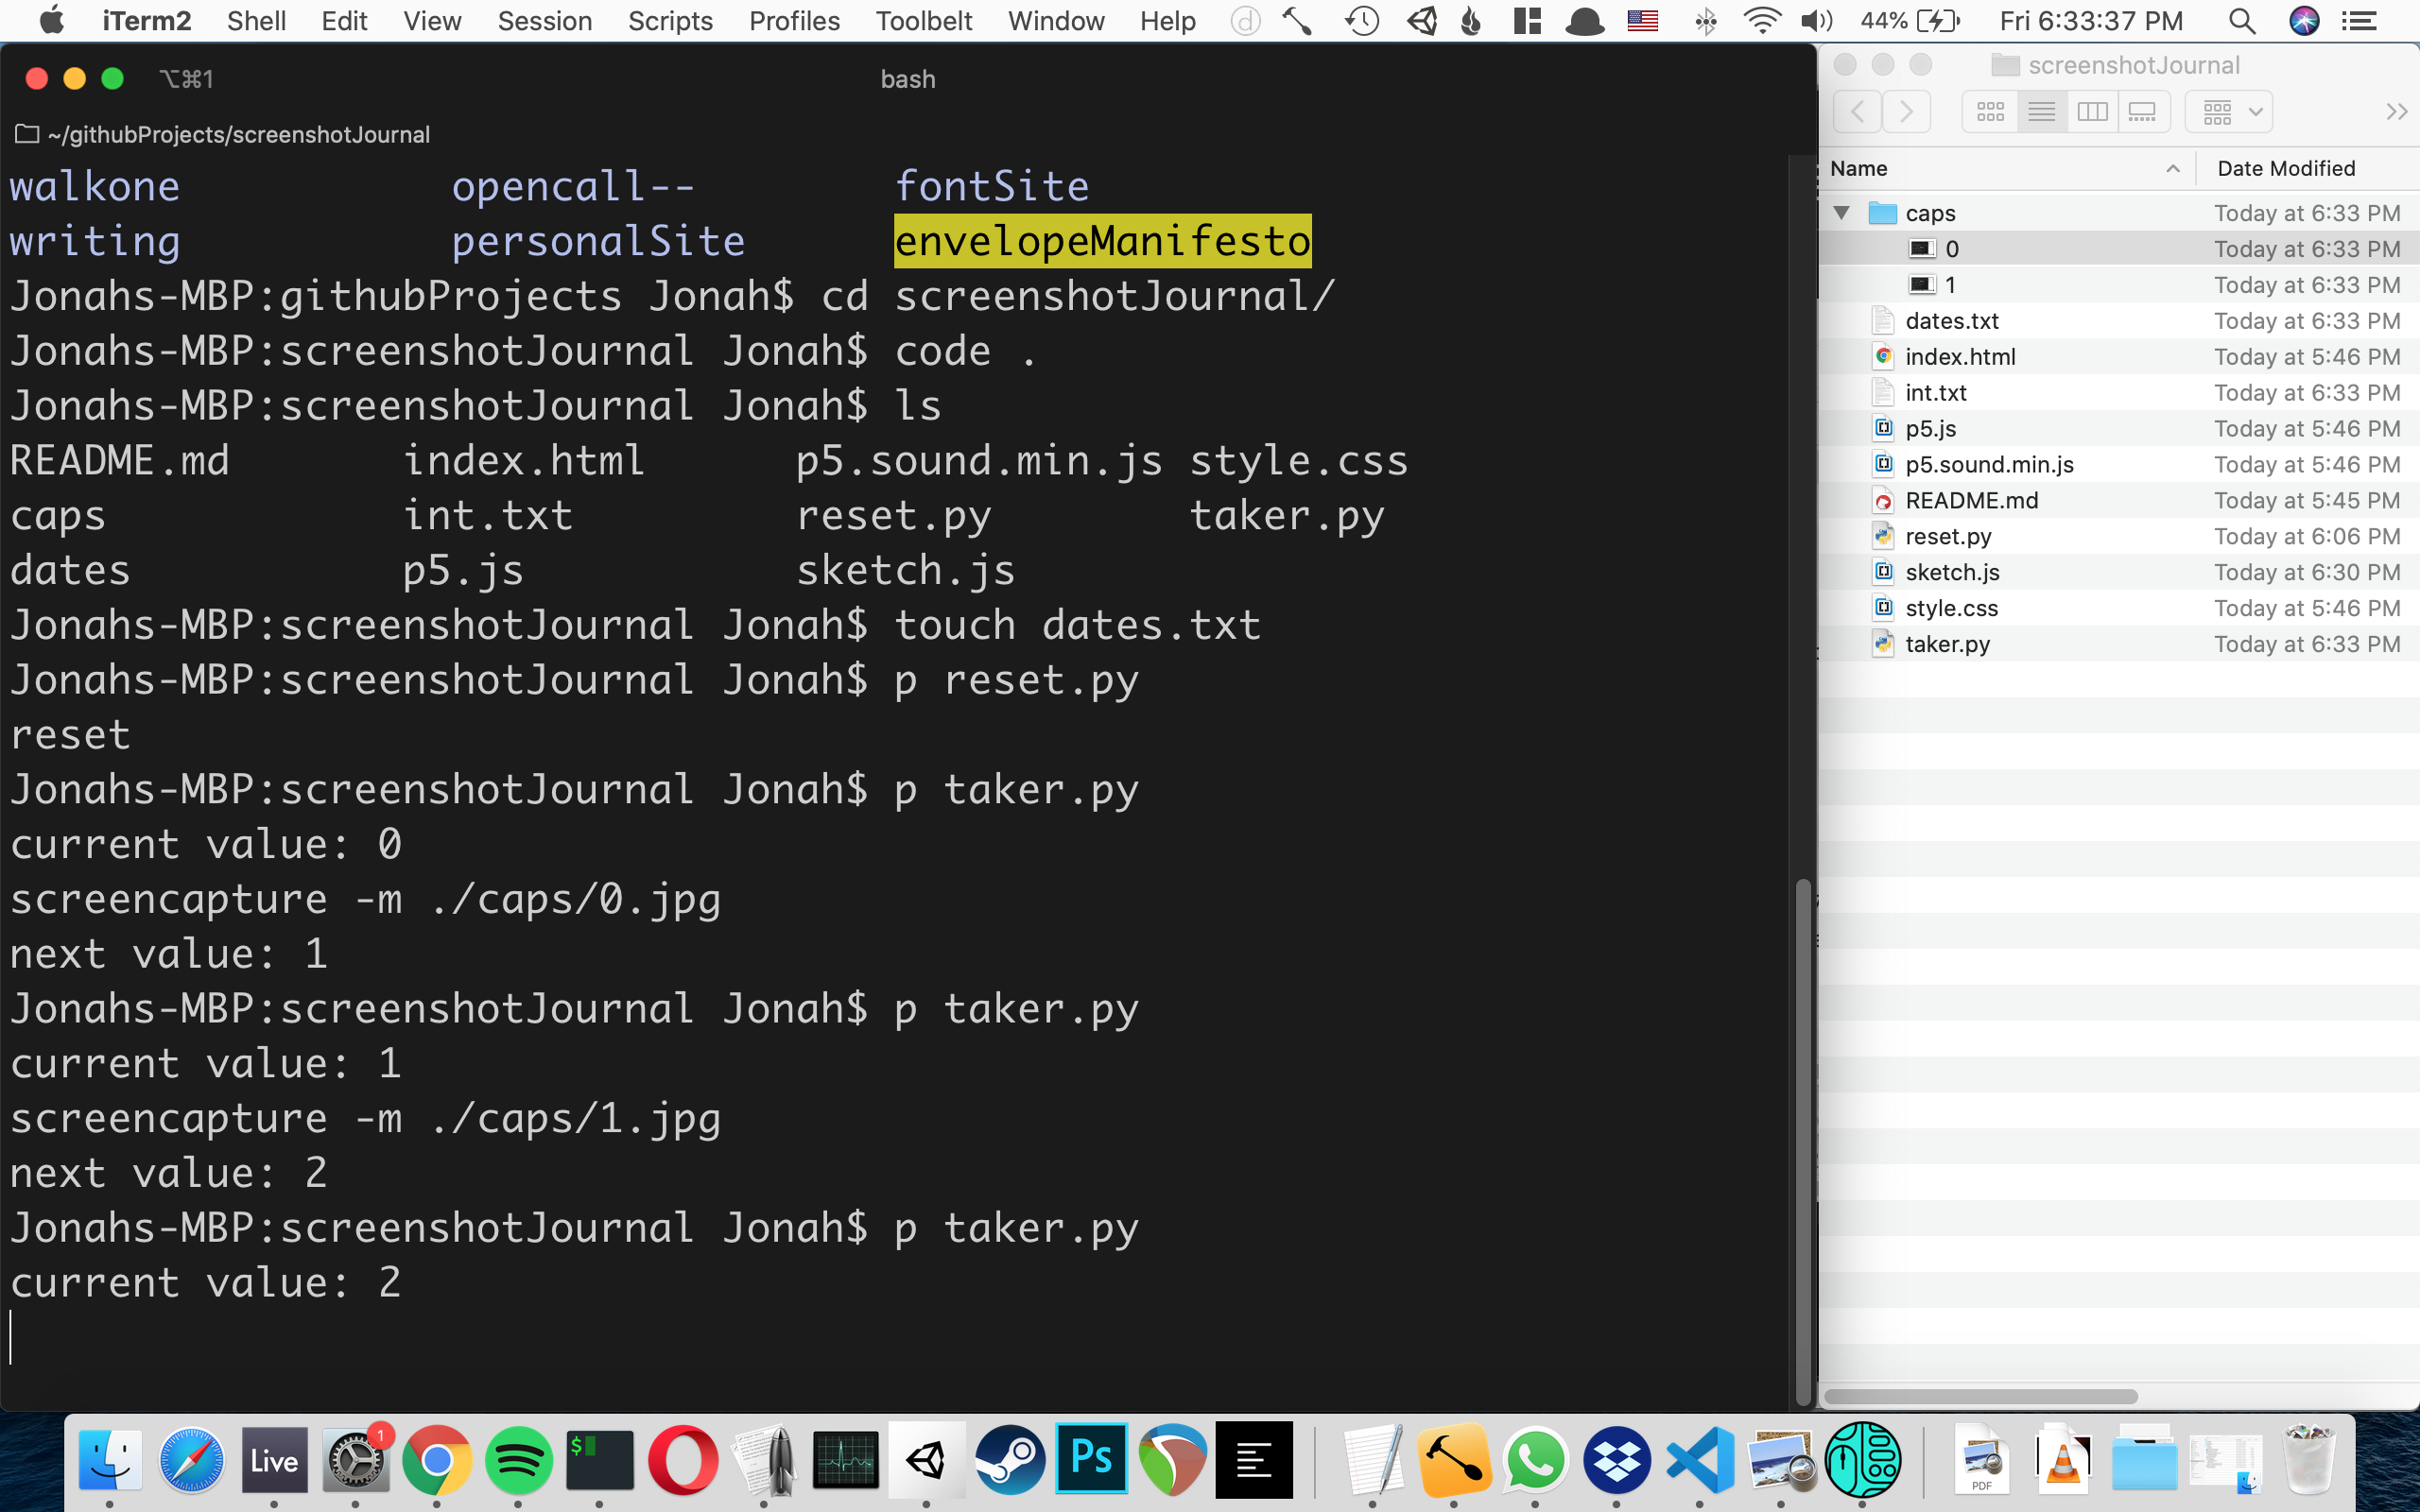 iTerm2 Shell Edit View Session Scripts Profiles Toolbelt Window Help 44% Fri 6:33:37 PM
⌥⌘1 bash
~/githubProjects/screenshotJournal
walkone opencall-- fontSite
writing personalSite envelopeManifesto
Jonahs-MBP:githubProjects Jonah$ cd screenshotJournal/
Jonahs-MBP:screenshotJournal Jonah$ code .
Jonahs-MBP:screenshotJournal Jonah$ ls
README.md index.html p5.sound.min.js style.css
caps int.txt reset.py taker.py
dates p5.js sketch.js
Jonahs-MBP:screenshotJournal Jonah$ touch dates.txt
Jonahs-MBP:screenshotJournal Jonah$ p reset.py
reset
Jonahs-MBP:screenshotJournal Jonah$ p taker.py
current value: 0
screencapture -m ./caps/0.jpg
next value: 1
Jonahs-MBP:screenshotJournal Jonah$ p taker.py
current value: 1
screencapture -m ./caps/1.jpg
next value: 2
Jonahs-MBP:screenshotJournal Jonah$ p taker.py
current value: 2
screenshotJournal
Name Date Modified
caps Today at 6:33 PM
0 Today at 6:33 PM
1 Today at 6:33 PM
dates.txt Today at 6:33 PM
index.html Today at 5:46 PM
int.txt Today at 6:33 PM
p5.js Today at 5:46 PM
p5.sound.min.js Today at 5:46 PM
README.md Today at 5:45 PM
reset.py Today at 6:06 PM
sketch.js Today at 6:30 PM
style.css Today at 5:46 PM
taker.py Today at 6:33 PM
Live 1 $ Ps PDF